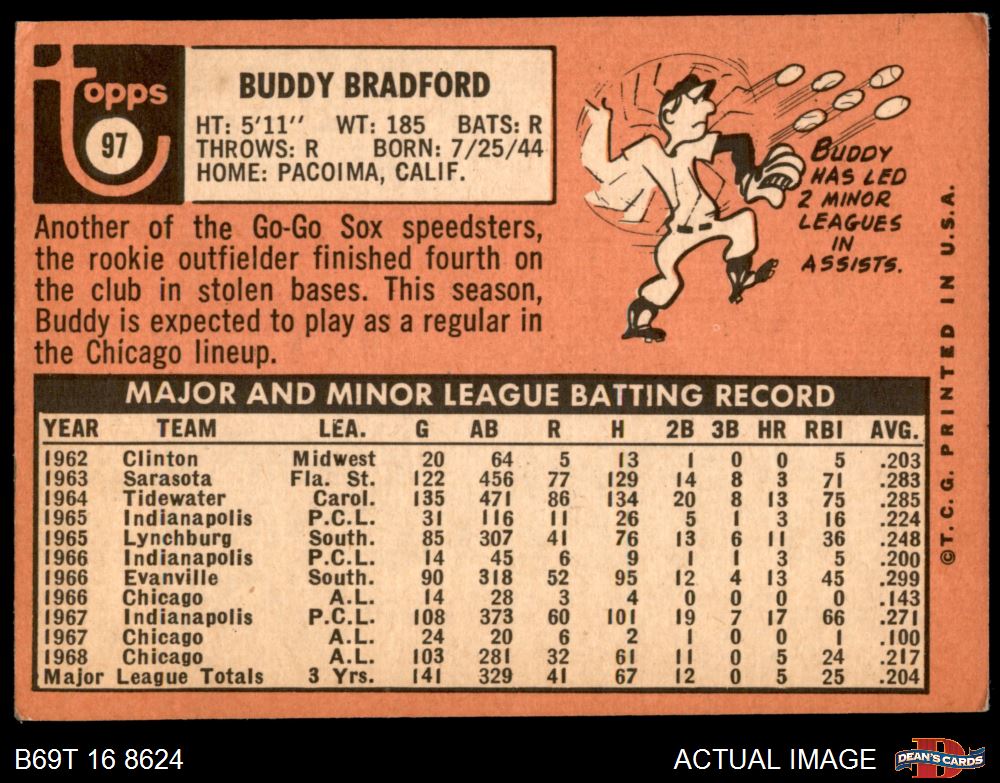 topps
97
BUDDY BRADFORD
HT: 5'11" WT: 185 BATS: R
THROWS: R BORN: 7/25/44
HOME: PACOIMA, CALIF.
BUDDY
HAS LED
2 MINOR
LEAGUES
IN
ASSISTS.
Another of the Go-Go Sox speedsters,
the rookie outfielder finished fourth on
the club in stolen bases. This season,
Buddy is expected to play as a regular in
the Chicago lineup.
MAJOR AND MINOR LEAGUE BATTING RECORD
YEAR TEAM LEA. G AB R H 2B 3B HR RBI AVG.
1962 Clinton Midwest 20 64 5 13 1 0 0 5 .203
1963 Sarasota Fla. St. 122 456 77 129 14 8 3 71 .283
1964 Tidewater Carol. 135 471 86 134 20 8 13 75 .285
1965 Indianapolis P.C.L. 31 116 11 26 5 1 3 16 .224
1965 Lynchburg South. 85 307 41 76 13 6 11 36 .248
1966 Indianapolis P.C.L. 14 45 6 9 1 1 3 5 .200
1966 Evanville South. 90 318 52 95 12 4 13 45 .299
1966 Chicago A.L. 14 28 3 4 0 0 0 0 .143
1967 Indianapolis P.C.L. 108 373 60 101 19 7 17 66 .271
1967 Chicago A.L. 24 20 6 2 1 0 0 1 .100
1968 Chicago A.L. 103 281 32 61 11 0 5 24 .217
Major League Totals 3 Yrs. 141 329 41 67 12 0 5 25 .204
©T.C.G. PRINTED IN U.S.A.
B69T 16 8624
ACTUAL IMAGE
D
DEAN'S CARDS